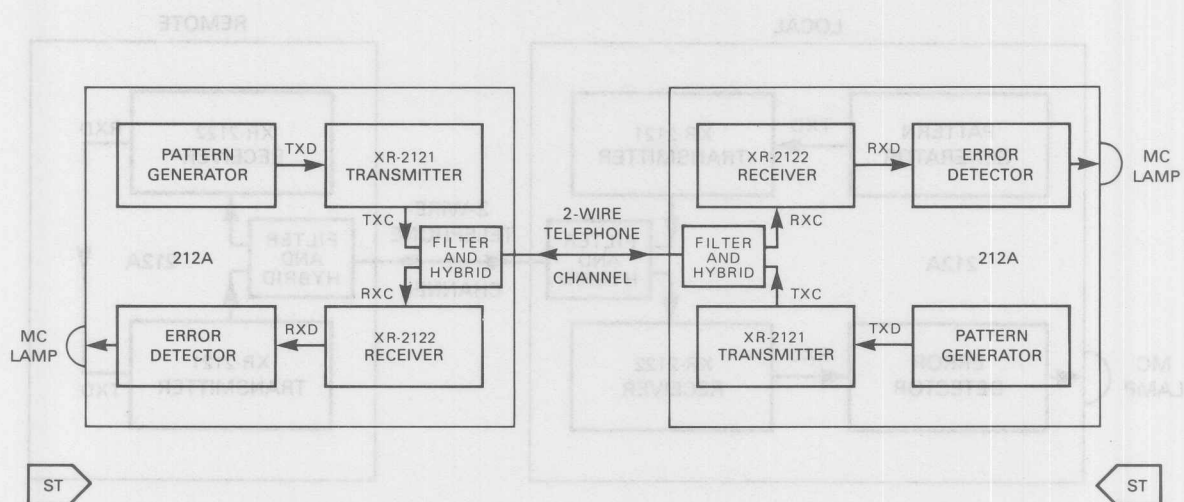 PATTERN
GENERATOR
TXD
XR-2121
TRANSMITTER
TXC
FILTER
AND
HYBRID
212A
RXC
MC
LAMP
ERROR
DETECTOR
RXD
XR-2122
RECEIVER
2-WIRE
TELEPHONE
CHANNEL
XR-2122
RECEIVER
RXD
ERROR
DETECTOR
MC
LAMP
RXC
FILTER
AND
HYBRID
212A
TXC
XR-2121
TRANSMITTER
TXD
PATTERN
GENERATOR
ST
ST
REMOTE
LOCAL